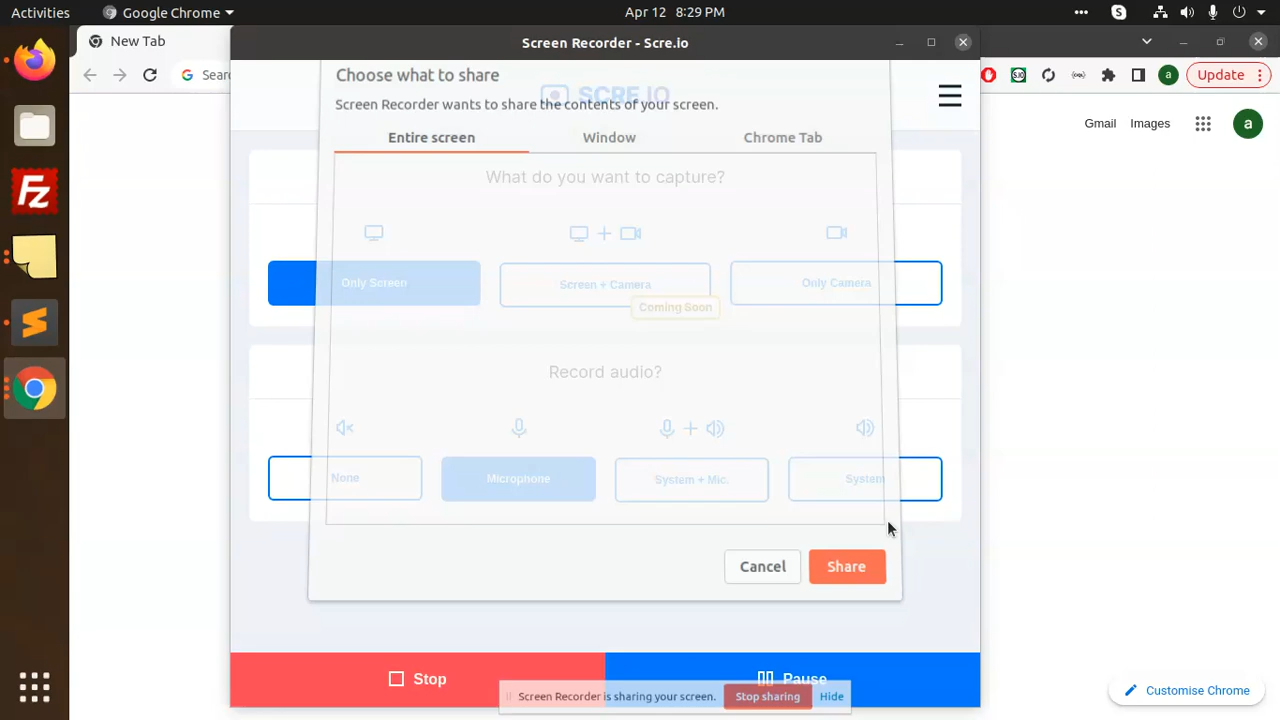 Activities
Google Chrome
Apr 12 8:29 PM
New Tab
Screen Recorder - Scre.io
Sear
Update
a
Choose what to share
SCRE.IO
Screen Recorder wants to share the contents of your screen.
Gmail
Images
a
Entire screen
Window
Chrome Tab
What do you want to capture?
Only Screen
Screen + Camera
Only Camera
Coming Soon
Record audio?
None
Microphone
System + Mic.
System
Cancel
Share
Stop
Pause
Screen Recorder is sharing your screen.
Stop sharing
Hide
Customise Chrome